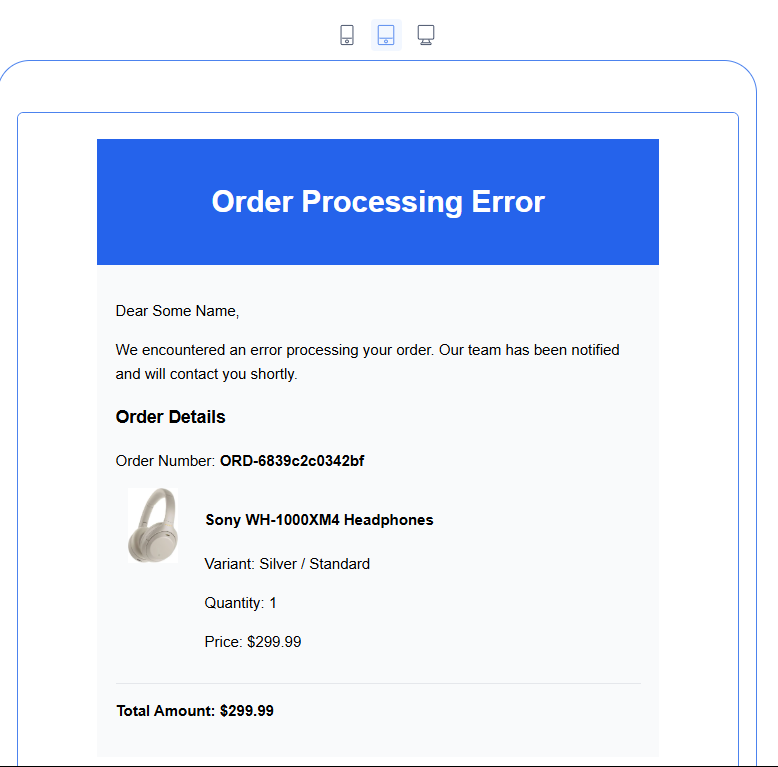 Order Processing Error
Dear Some Name,
We encountered an error processing your order. Our team has been notified
and will contact you shortly.
Order Details
Order Number: ORD-6839c2c0342bf
Sony WH-1000XM4 Headphones
Variant: Silver / Standard
Quantity: 1
Price: $299.99
Total Amount: $299.99